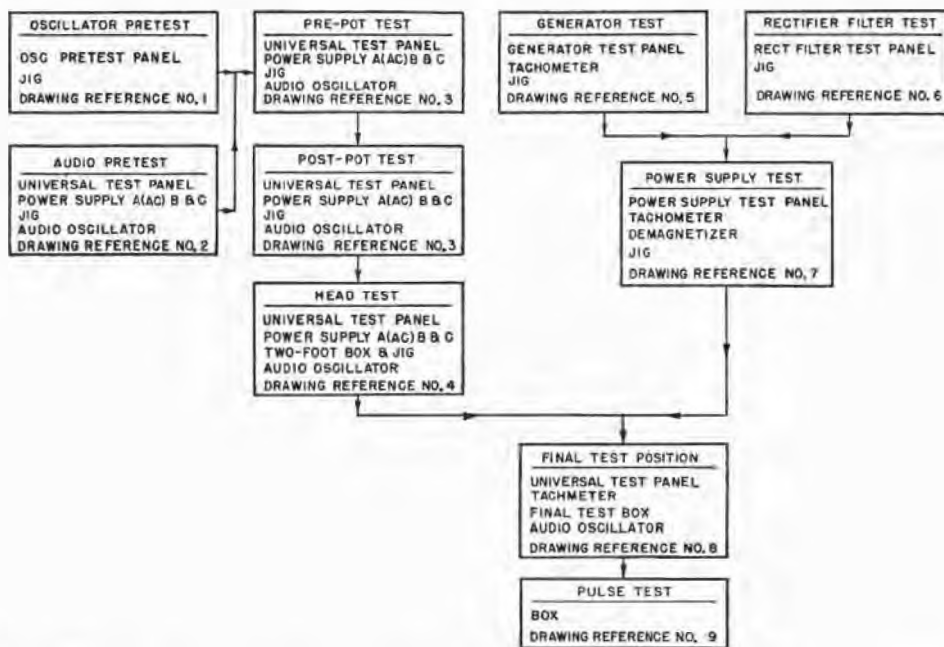 OSCILLATOR PRETEST
OSC PRETEST PANEL
JIG
DRAWING REFERENCE NO. 1
PRE-POT TEST
UNIVERSAL TEST PANEL
POWER SUPPLY A(AC) B & C
JIG
AUDIO OSCILLATOR
DRAWING REFERENCE NO. 3
GENERATOR TEST
GENERATOR TEST PANEL
TACHOMETER
JIG
DRAWING REFERENCE NO. 5
RECTIFIER FILTER TEST
RECT FILTER TEST PANEL
JIG
DRAWING REFERENCE NO. 6
AUDIO PRETEST
UNIVERSAL TEST PANEL
POWER SUPPLY A(AC) B & C
JIG
AUDIO OSCILLATOR
DRAWING REFERENCE NO. 2
POST-POT TEST
UNIVERSAL TEST PANEL
POWER SUPPLY A(AC) B & C
JIG
AUDIO OSCILLATOR
DRAWING REFERENCE NO. 3
POWER SUPPLY TEST
POWER SUPPLY TEST PANEL
TACHOMETER
DEMAGNETIZER
JIG
DRAWING REFERENCE NO. 7
HEAD TEST
UNIVERSAL TEST PANEL
POWER SUPPLY A(AC) B & C
TWO-FOOT BOX & JIG
AUDIO OSCILLATOR
DRAWING REFERENCE NO. 4
FINAL TEST POSITION
UNIVERSAL TEST PANEL
TACHMETER
FINAL TEST BOX
AUDIO OSCILLATOR
DRAWING REFERENCE NO. 8
PULSE TEST
BOX
DRAWING REFERENCE NO. 9